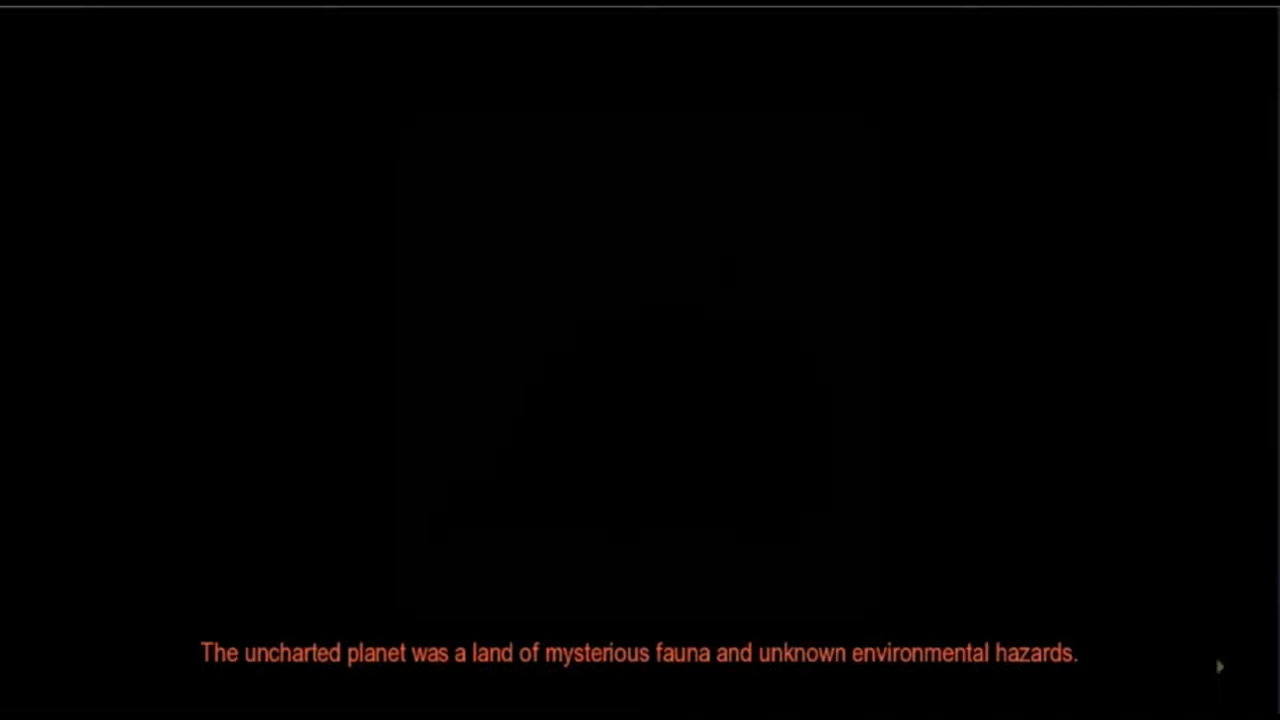 The uncharted planet was a land of mysterious fauna and unknown environmental hazards.